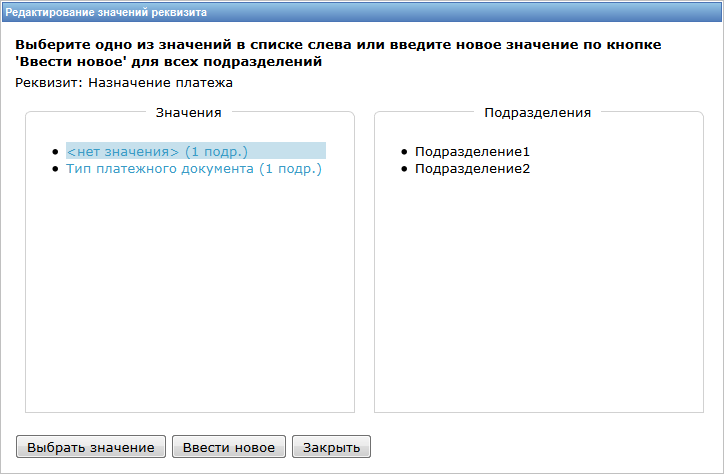 Редактирование значений реквизита
Выберите одно из значений в списке слева или введите новое значение по кнопке
'Ввести новое' для всех подразделений
Реквизит: Назначение платежа
Значения
<нет значения> (1 подр.)
Тип платежного документа (1 подр.)
Подразделения
Подразделение1
Подразделение2
Выбрать значение
Ввести новое
Закрыть